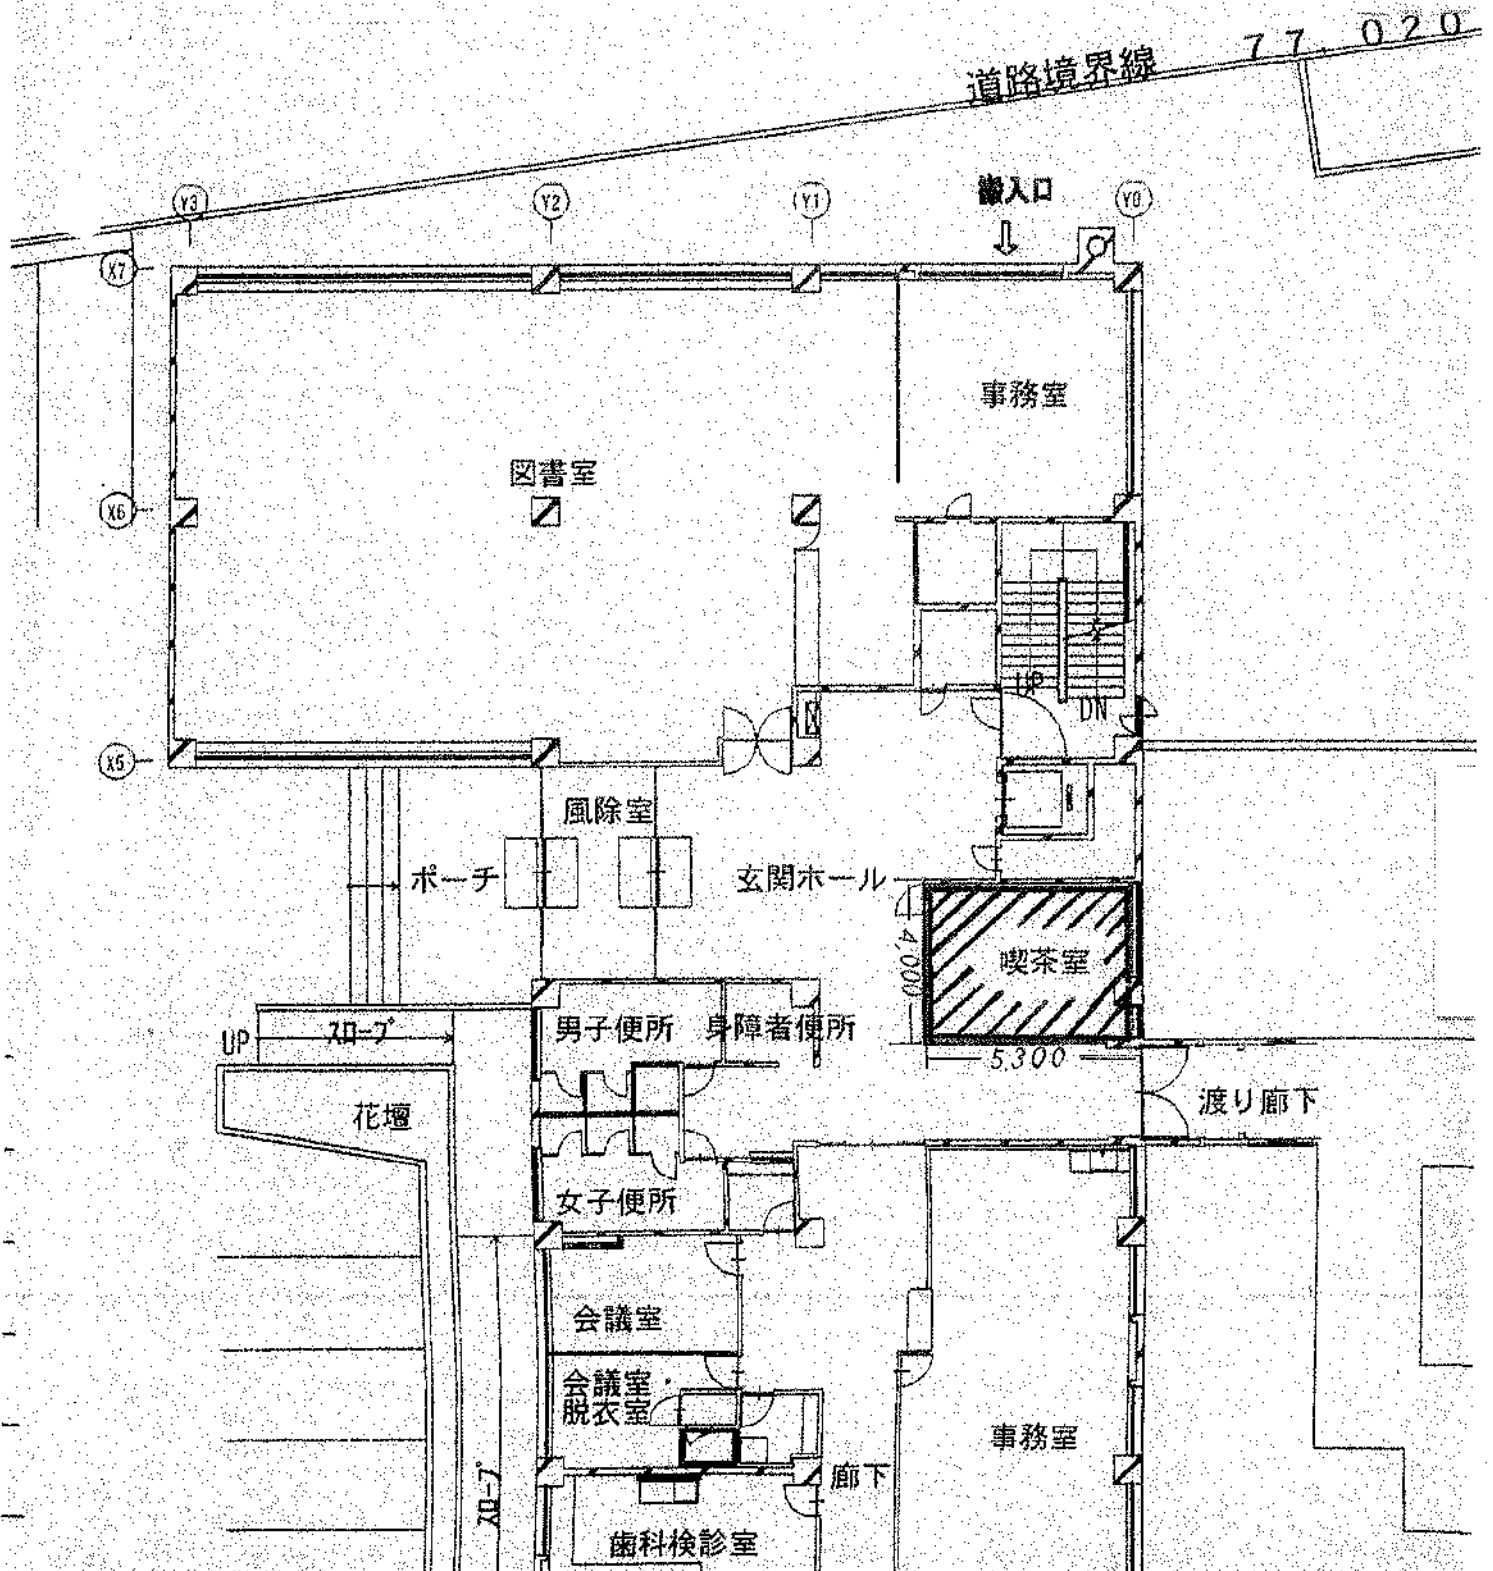 道路境界線 77.020
Y3
Y2
Y1
搬入口
Y0
X7
事務室
図書室
X6
UP
DN
X5
風除室
ポーチ
玄関ホール
喫茶室
4,000
男子便所
身障者便所
UP
スロープ
5,300
渡り廊下
花壇
女子便所
会議室
会議室・
脱衣室
事務室
廊下
スロープ
歯科検診室